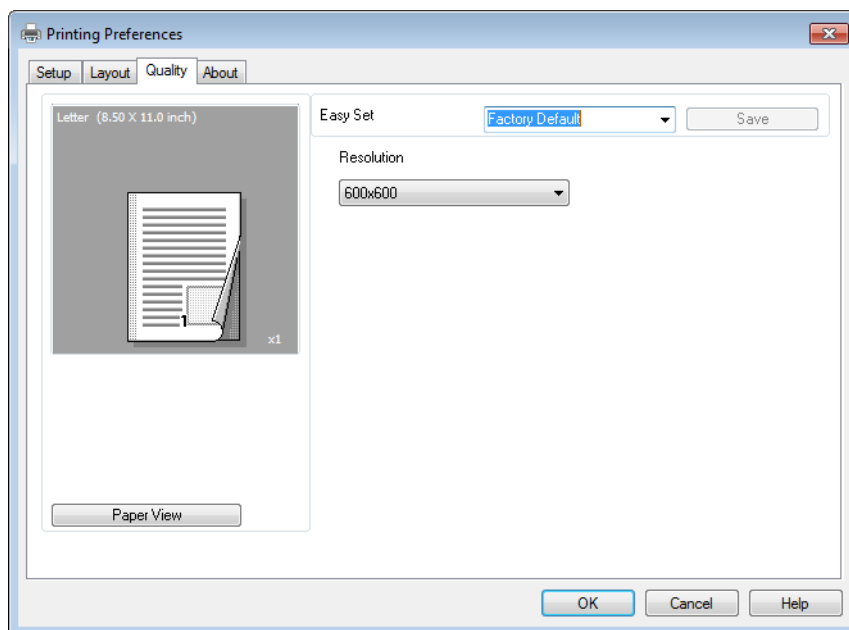 Printing Preferences
Setup Layout Quality About
Letter (8.50 X 11.0 inch)
1
x1
Paper View
Easy Set Factory Default Save
Resolution
600x600
OK Cancel Help